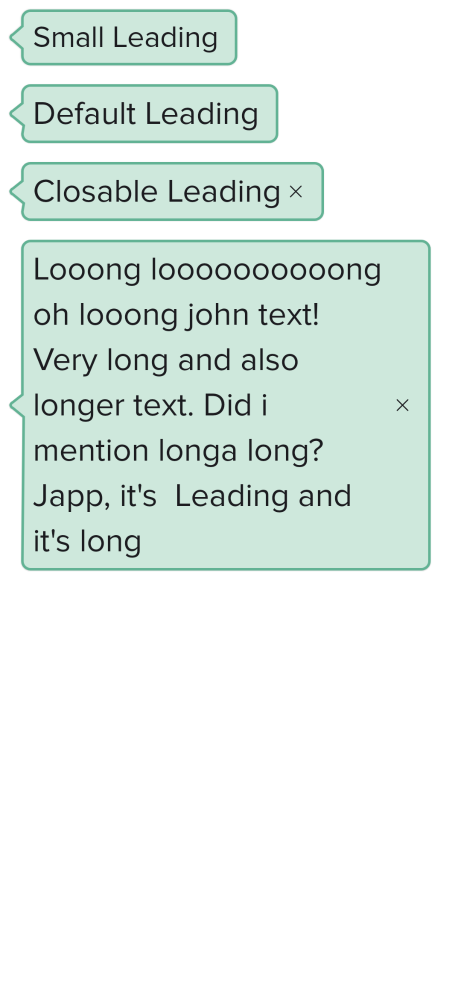 Small Leading
Default Leading
Closable Leading ×
Looong looooooooooong
oh looong john text!
Very long and also
longer text. Did i ×
mention longa long?
Japp, it's  Leading and
it's long